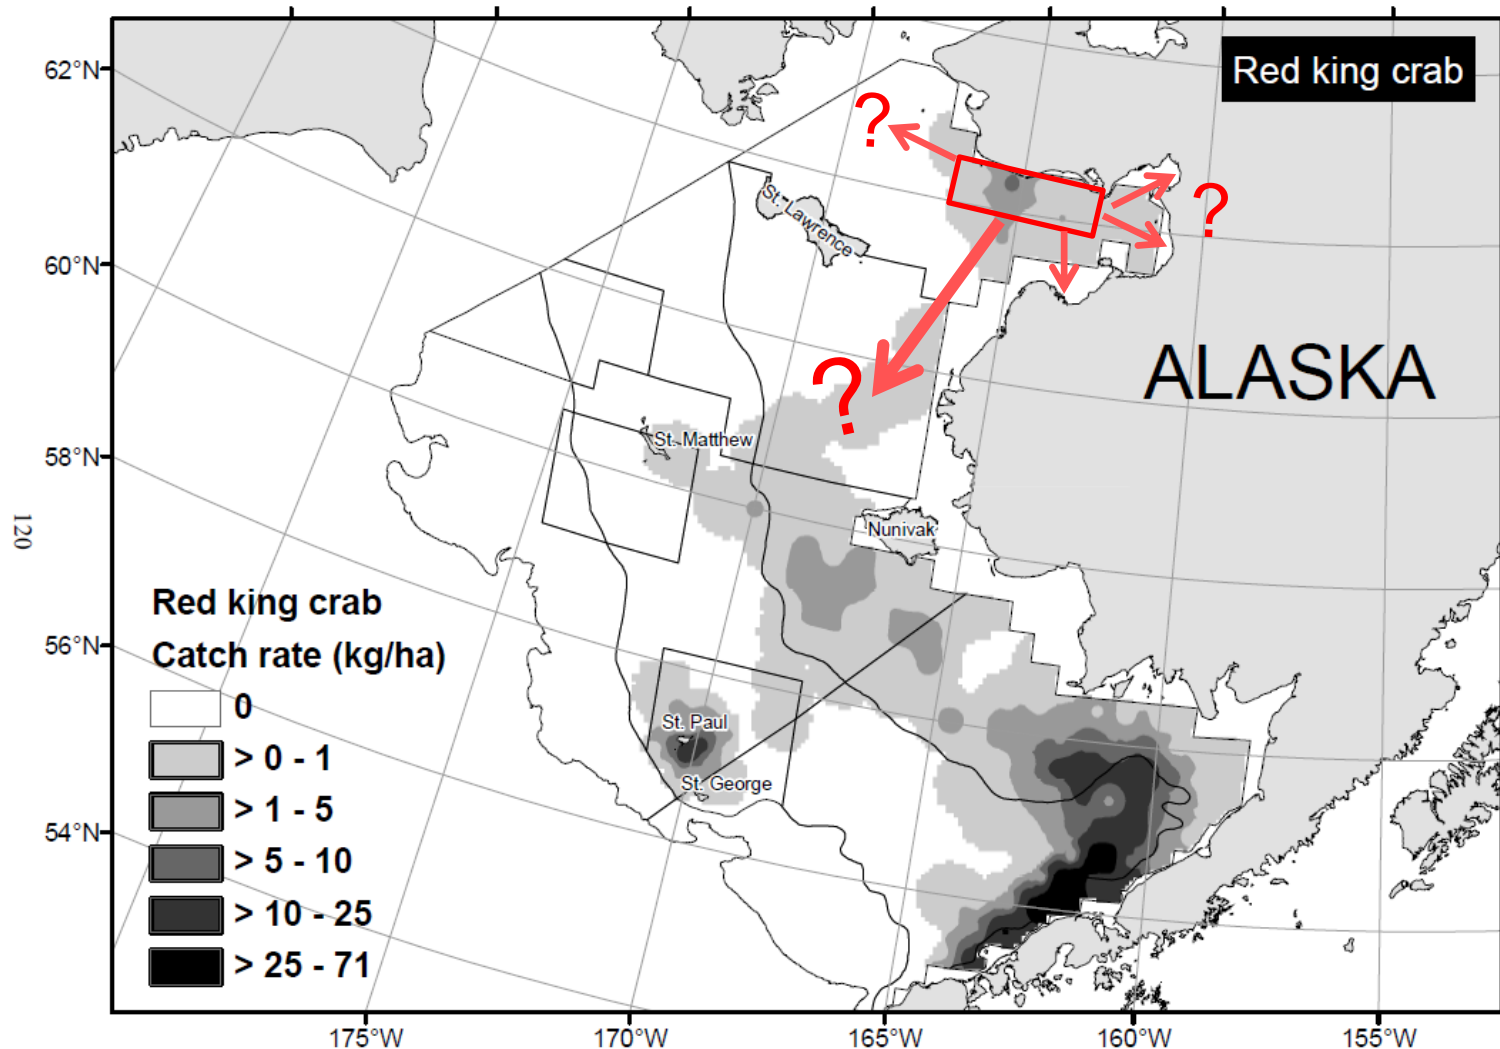 Red king crab
62°N
60°N
58°N
56°N
54°N
?
?
?
St. Lawrence
ALASKA
St. Matthew
Nunivak
St. Paul
St. George
120
Red king crab
Catch rate (kg/ha)
0
> 0 - 1
> 1 - 5
> 5 - 10
> 10 - 25
> 25 - 71
175°W
170°W
165°W
160°W
155°W